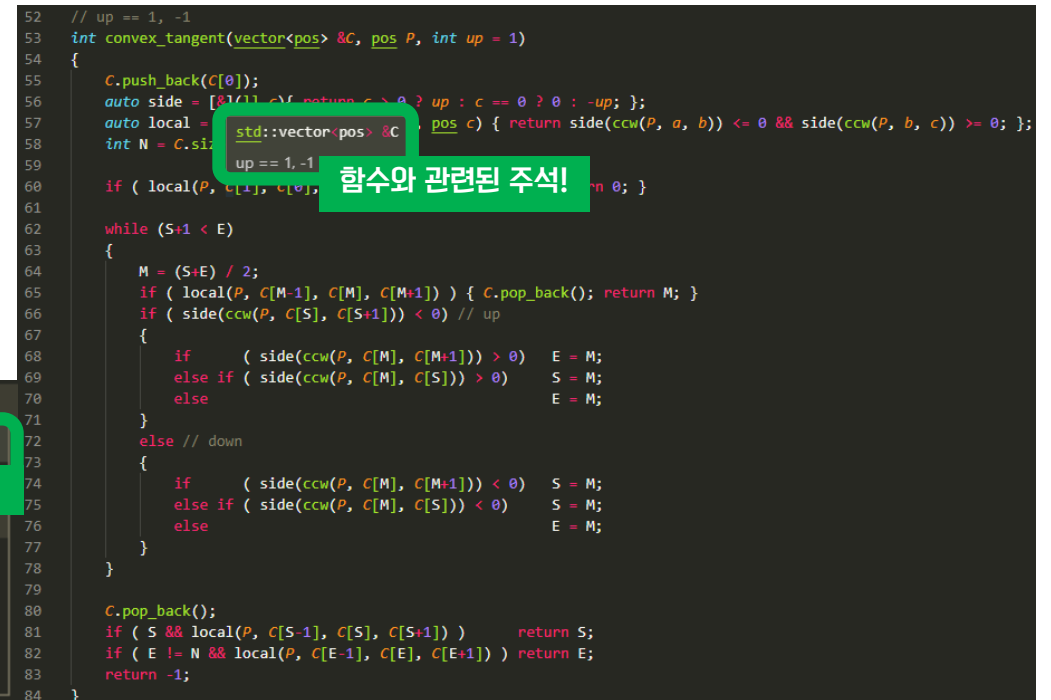 52 // up == 1, -1
53 int convex_tangent(vector<pos> &C, pos P, int up = 1)
54 {
55 C.push_back(C[0]);
56 auto side = [&](ll c){ return c > 0 ? up : c == 0 ? 0 : -up; };
57 auto local = , pos c) { return side(ccw(P, a, b)) <= 0 && side(ccw(P, b, c)) >= 0; };
std::vector<pos> &C
58 int N = C.siz
59
up == 1, -1
함수와 관련된 주석!
60 if ( local(P, C[1], C[0], n 0; }
61
62 while (S+1 < E)
63 {
64 M = (S+E) / 2;
65 if ( local(P, C[M-1], C[M], C[M+1]) ) { C.pop_back(); return M; }
66 if ( side(ccw(P, C[S], C[S+1])) < 0) // up
67 {
68 if ( side(ccw(P, C[M], C[M+1])) > 0) E = M;
69 else if ( side(ccw(P, C[M], C[S])) > 0) S = M;
70 else E = M;
71 }
72 else // down
73 {
74 if ( side(ccw(P, C[M], C[M+1])) < 0) S = M;
75 else if ( side(ccw(P, C[M], C[S])) < 0) S = M;
76 else E = M;
77 }
78 }
79
80 C.pop_back();
81 if ( S && local(P, C[S-1], C[S], C[S+1]) ) return S;
82 if ( E != N && local(P, C[E-1], C[E], C[E+1]) ) return E;
83 return -1;
84 }